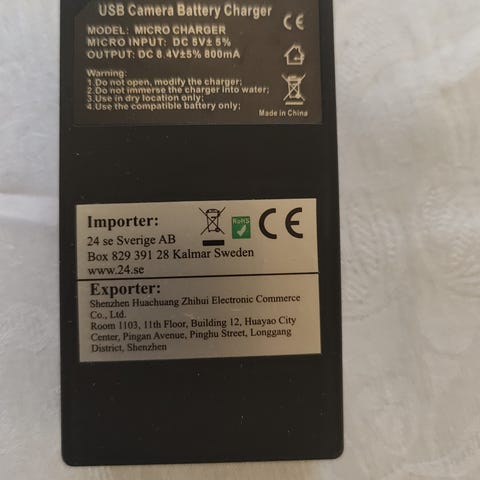 USB Camera Battery Charger
MODEL: MICRO CHARGER
MICRO INPUT: DC 5V± 5%
OUTPUT: DC 8.4V±5% 800mA
Warning:
1.Do not open, modify the charger;
2.Do not immerse the charger into water;
3.Use in dry location only;
4.Use the compatible battery only;
CE
Made in China
Importer:
24 se Sverige AB
Box 829 391 28 Kalmar Sweden
www.24.se
RoHS
CE
Exporter:
Shenzhen Huachuang Zhihui Electronic Commerce
Co., Ltd.
Room 1103, 11th Floor, Building 12, Huayao City
Center, Pingan Avenue, Pinghu Street, Longgang
District, Shenzhen